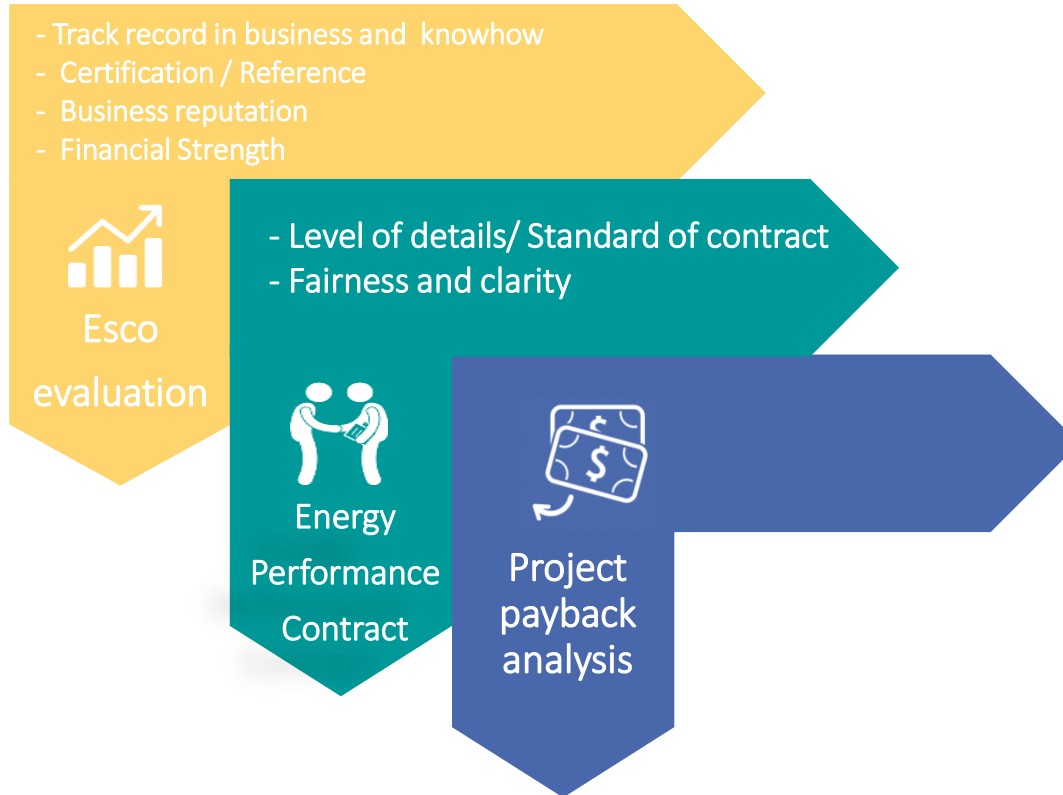 - Track record in business and knowhow
- Certification / Reference
- Business reputation
- Financial Strength
Esco
evaluation
- Level of details/ Standard of contract
- Fairness and clarity
Energy
Performance
Contract
$
Project
payback
analysis